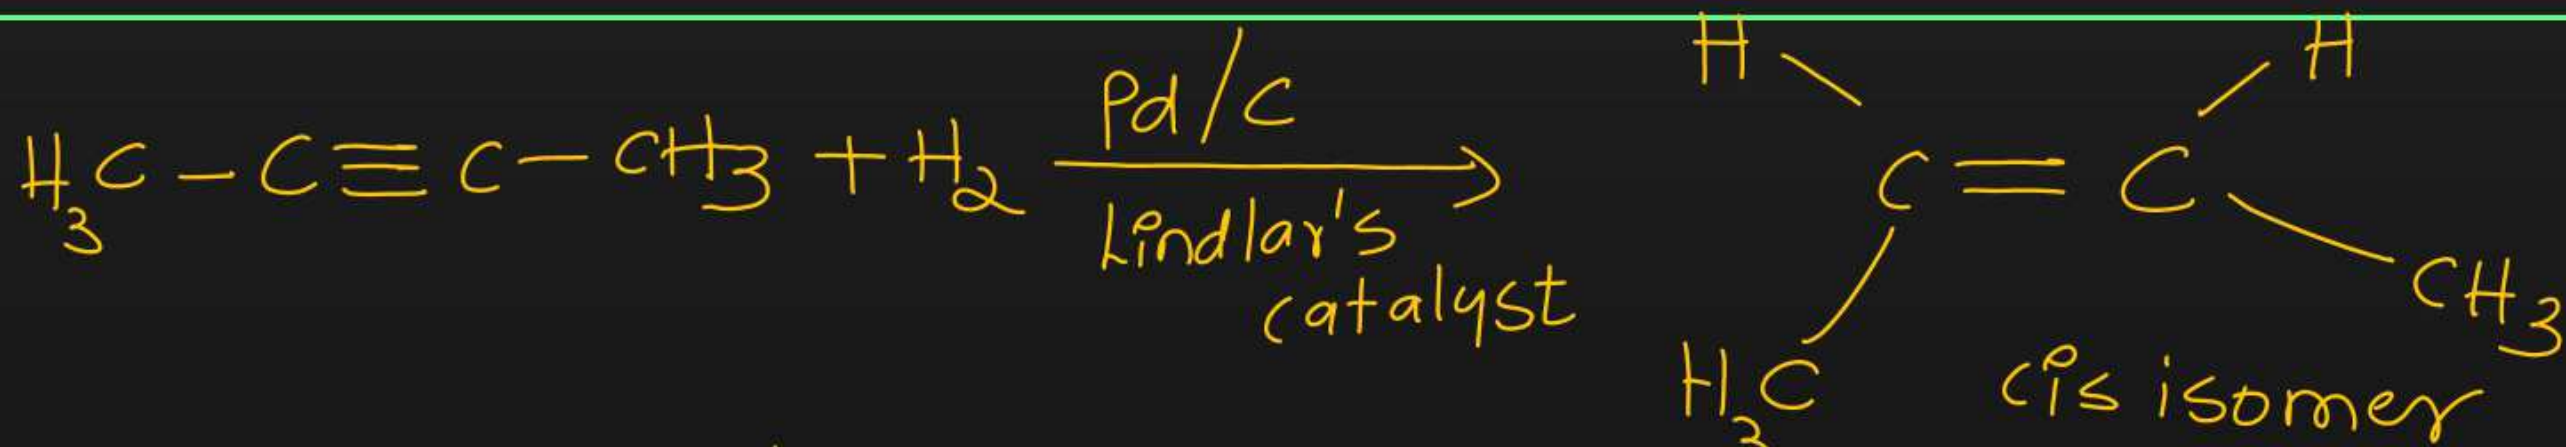 H₃C-C≡C-CH₃ + H₂ Pd/C Lindlar's catalyst → H H C=C H₃C CH₃
cis isomer